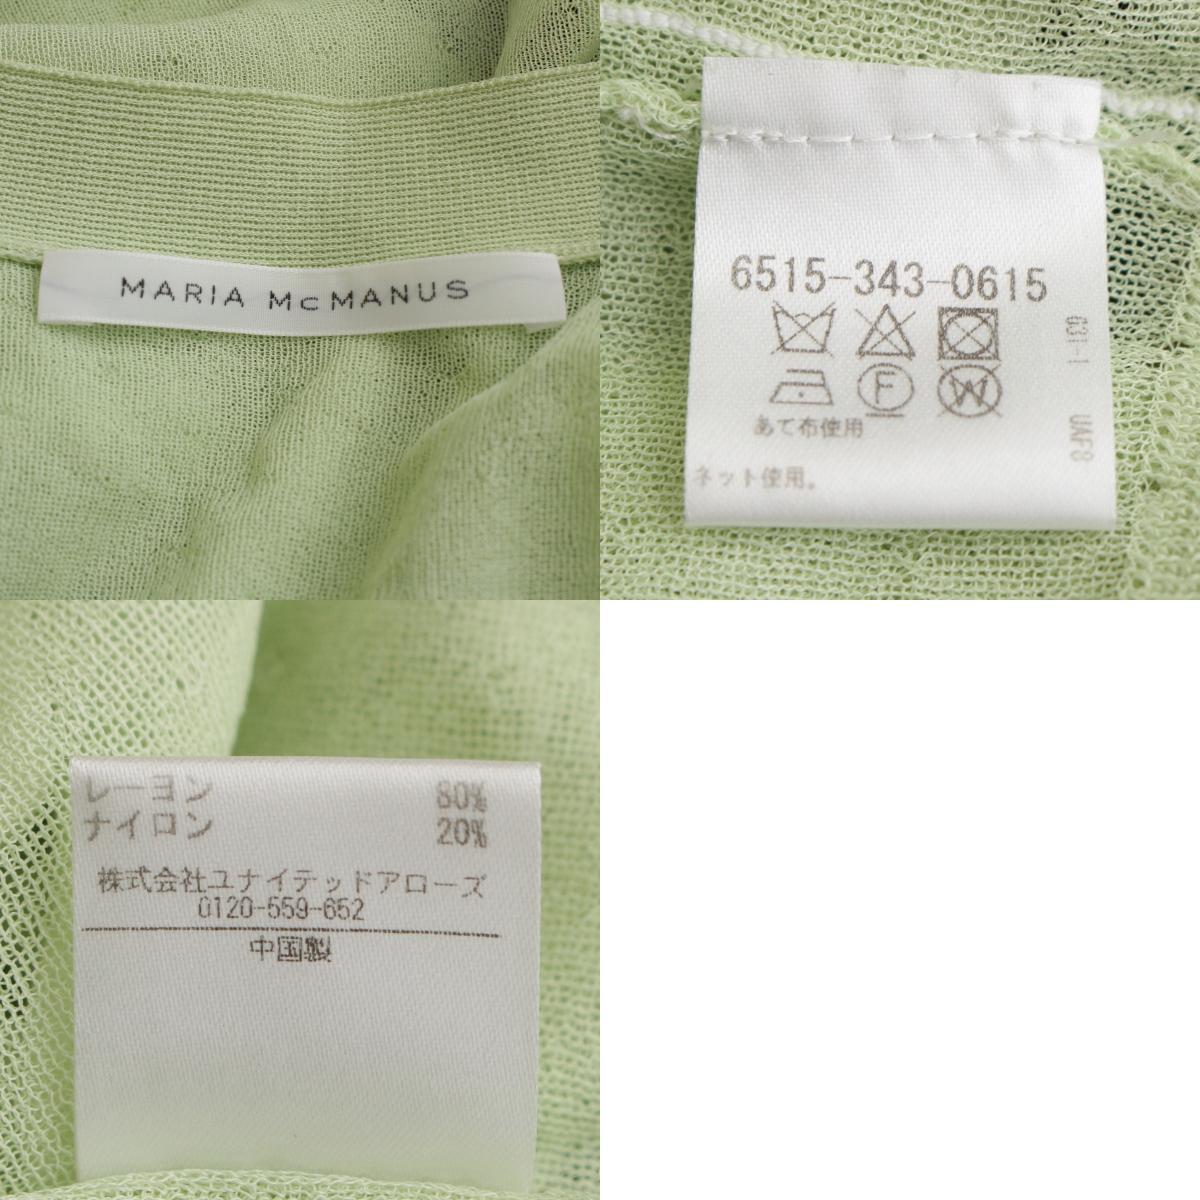 MARIA McMANUS
6515-343-0615
F
W
あて布使用
ネット使用。
G31-1
UAF8
レーヨン 80%
ナイロン 20%
株式会社ユナイテッドアローズ
0120-559-652
中国製